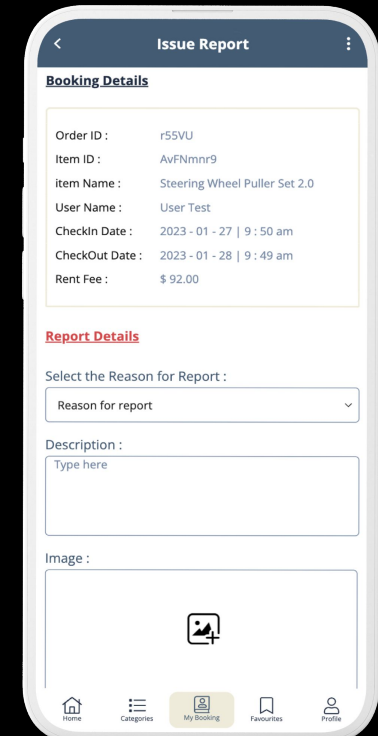 Issue Report
Booking Details
Order ID : r55VU
Item ID : AvFNmnr9
item Name : Steering Wheel Puller Set 2.0
User Name : User Test
CheckIn Date : 2023 - 01 - 27 | 9 : 50 am
CheckOut Date : 2023 - 01 - 28 | 9 : 49 am
Rent Fee : $ 92.00
Report Details
Select the Reason for Report :
Reason for report
Description :
Type here
Image :
Home Categories My Booking Favourites Profile